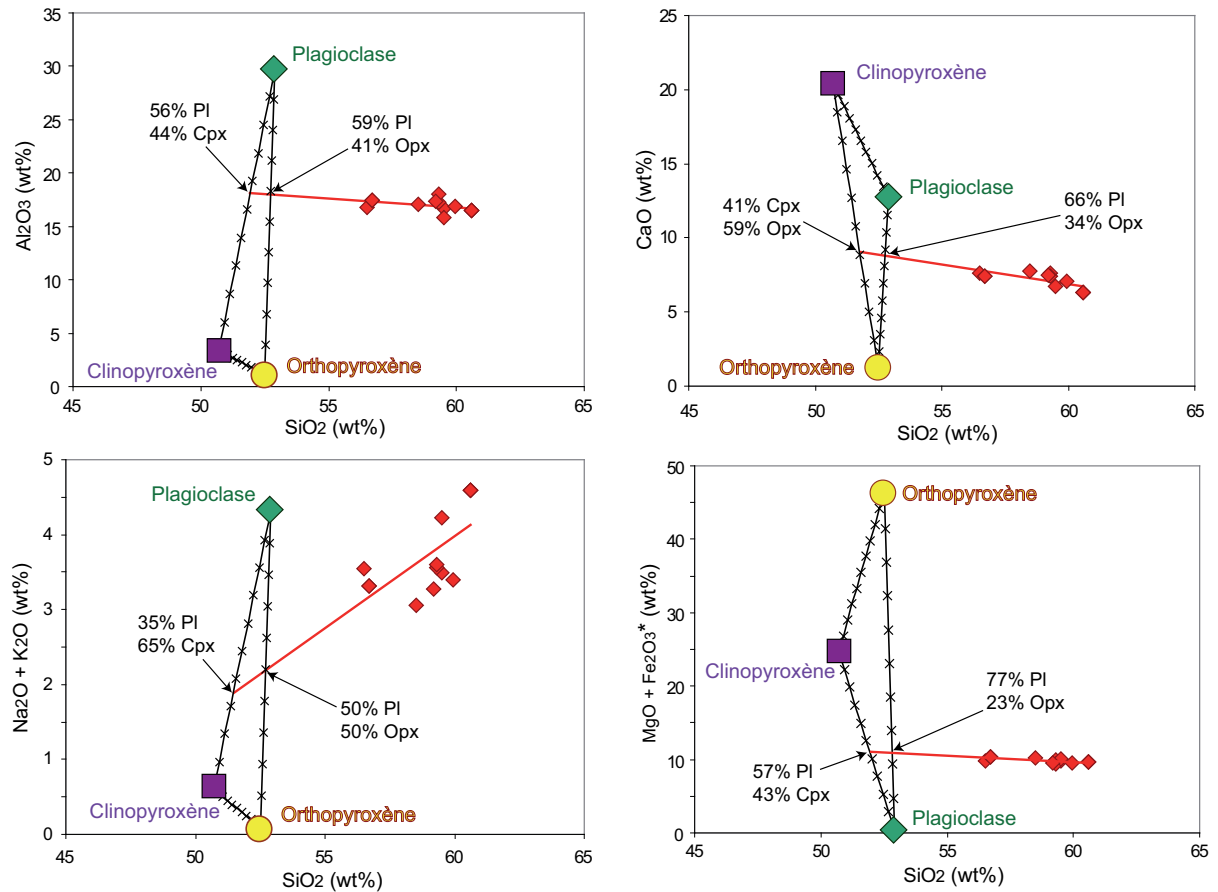 35
30
25
20
15
10
5
0
Al2O3 (wt%)
Plagioclase
56% Pl
44% Cpx
59% Pl
41% Opx
Clinopyroxène
Orthopyroxène
45
50
55
60
65
SiO2 (wt%)
25
20
15
10
5
0
CaO (wt%)
Clinopyroxène
Plagioclase
41% Cpx
59% Opx
66% Pl
34% Opx
Orthopyroxène
45
50
55
60
65
SiO2 (wt%)
5
4
3
2
1
0
Na2O + K2O (wt%)
Plagioclase
35% Pl
65% Cpx
50% Pl
50% Opx
Clinopyroxène
Orthopyroxène
45
50
55
60
65
SiO2 (wt%)
50
40
30
20
10
0
MgO + Fe2O3* (wt%)
Orthopyroxène
Clinopyroxène
77% Pl
23% Opx
57% Pl
43% Cpx
Plagioclase
45
50
55
60
65
SiO2 (wt%)